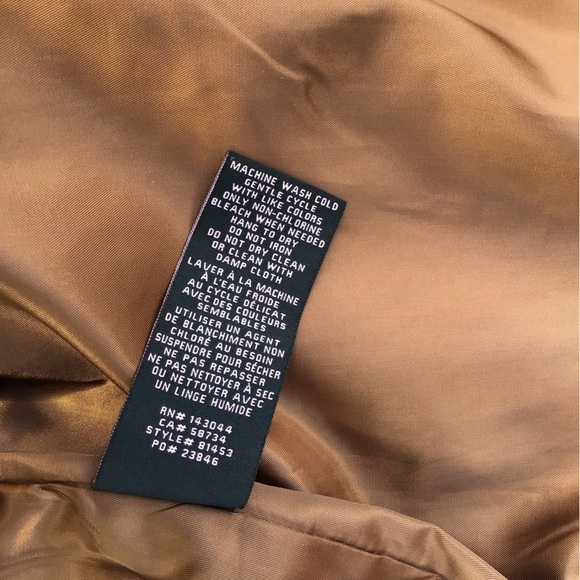 MACHINE WASH COLD
GENTLE CYCLE
WITH LIKE COLORS
ONLY NON-CHLORINE
BLEACH WHEN NEEDED
HANG TO DRY
DO NOT IRON
DO NOT DRY CLEAN
OR CLEAN WITH
DAMP CLOTH
LAVER À LA MACHINE
À L'EAU FROIDE
AU CYCLE DÉLICAT
AVEC DES COULEURS
SEMBLABLES
UTILISER UN AGENT
DE BLANCHIMENT NON
CHLORÉ AU BESOIN
SUSPENDRE POUR SÉCHER
NE PAS REPASSER
NE PAS NETTOYER À SEC
OU NETTOYER AVEC
UN LINGE HUMIDE
RN# 143044
CA# 58734
STYLE# 81453
PO# 23846